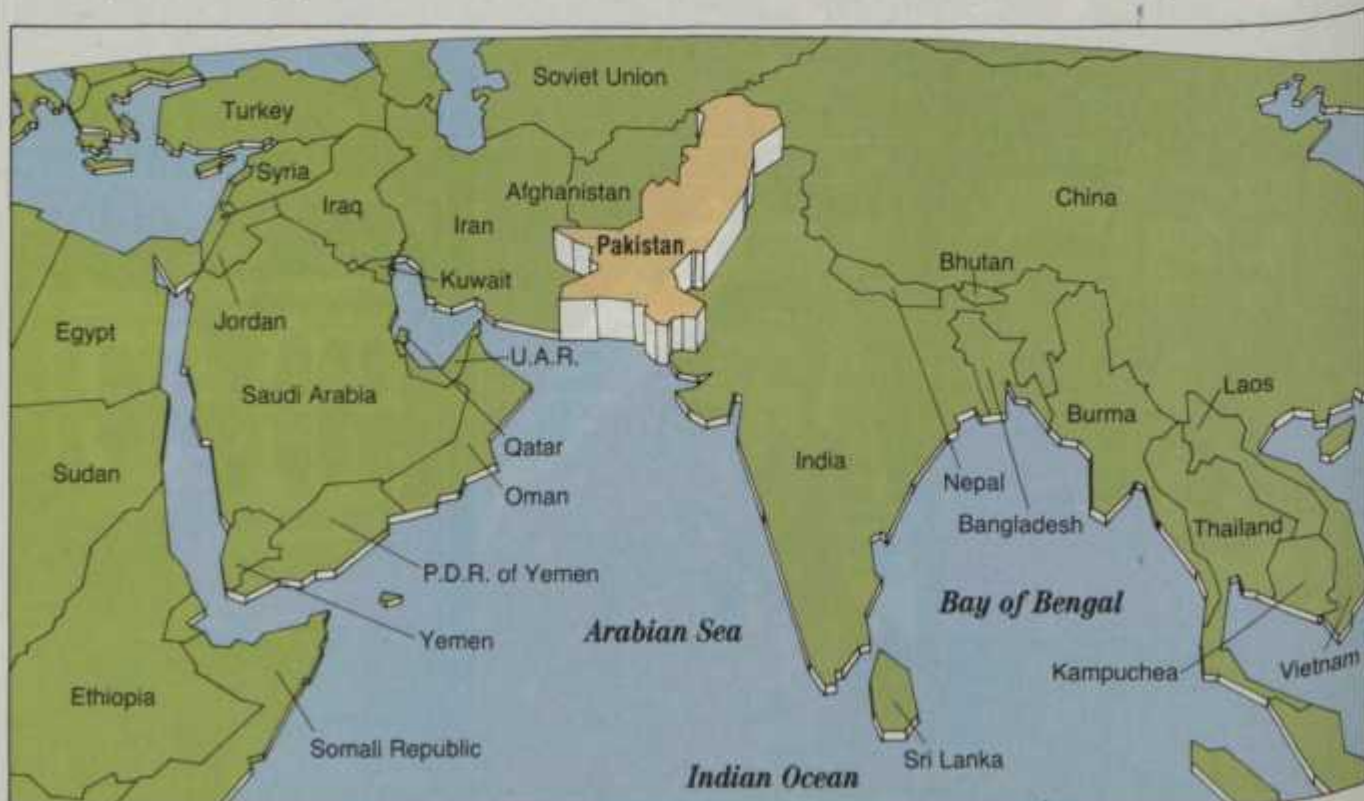 Soviet Union
Turkey
Syria
Afghanistan
China
Iraq
Iran
Pakistan
Bhutan
Kuwait
Jordan
Egypt
U.A.R.
Saudi Arabia
Laos
Burma
Qatar
India
Sudan
Nepal
Oman
Bangladesh
Thailand
P.D.R. of Yemen
Bay of Bengal
Arabian Sea
Yemen
Kampuchea
Vietnam
Ethiopia
Somali Republic
Sri Lanka
Indian Ocean